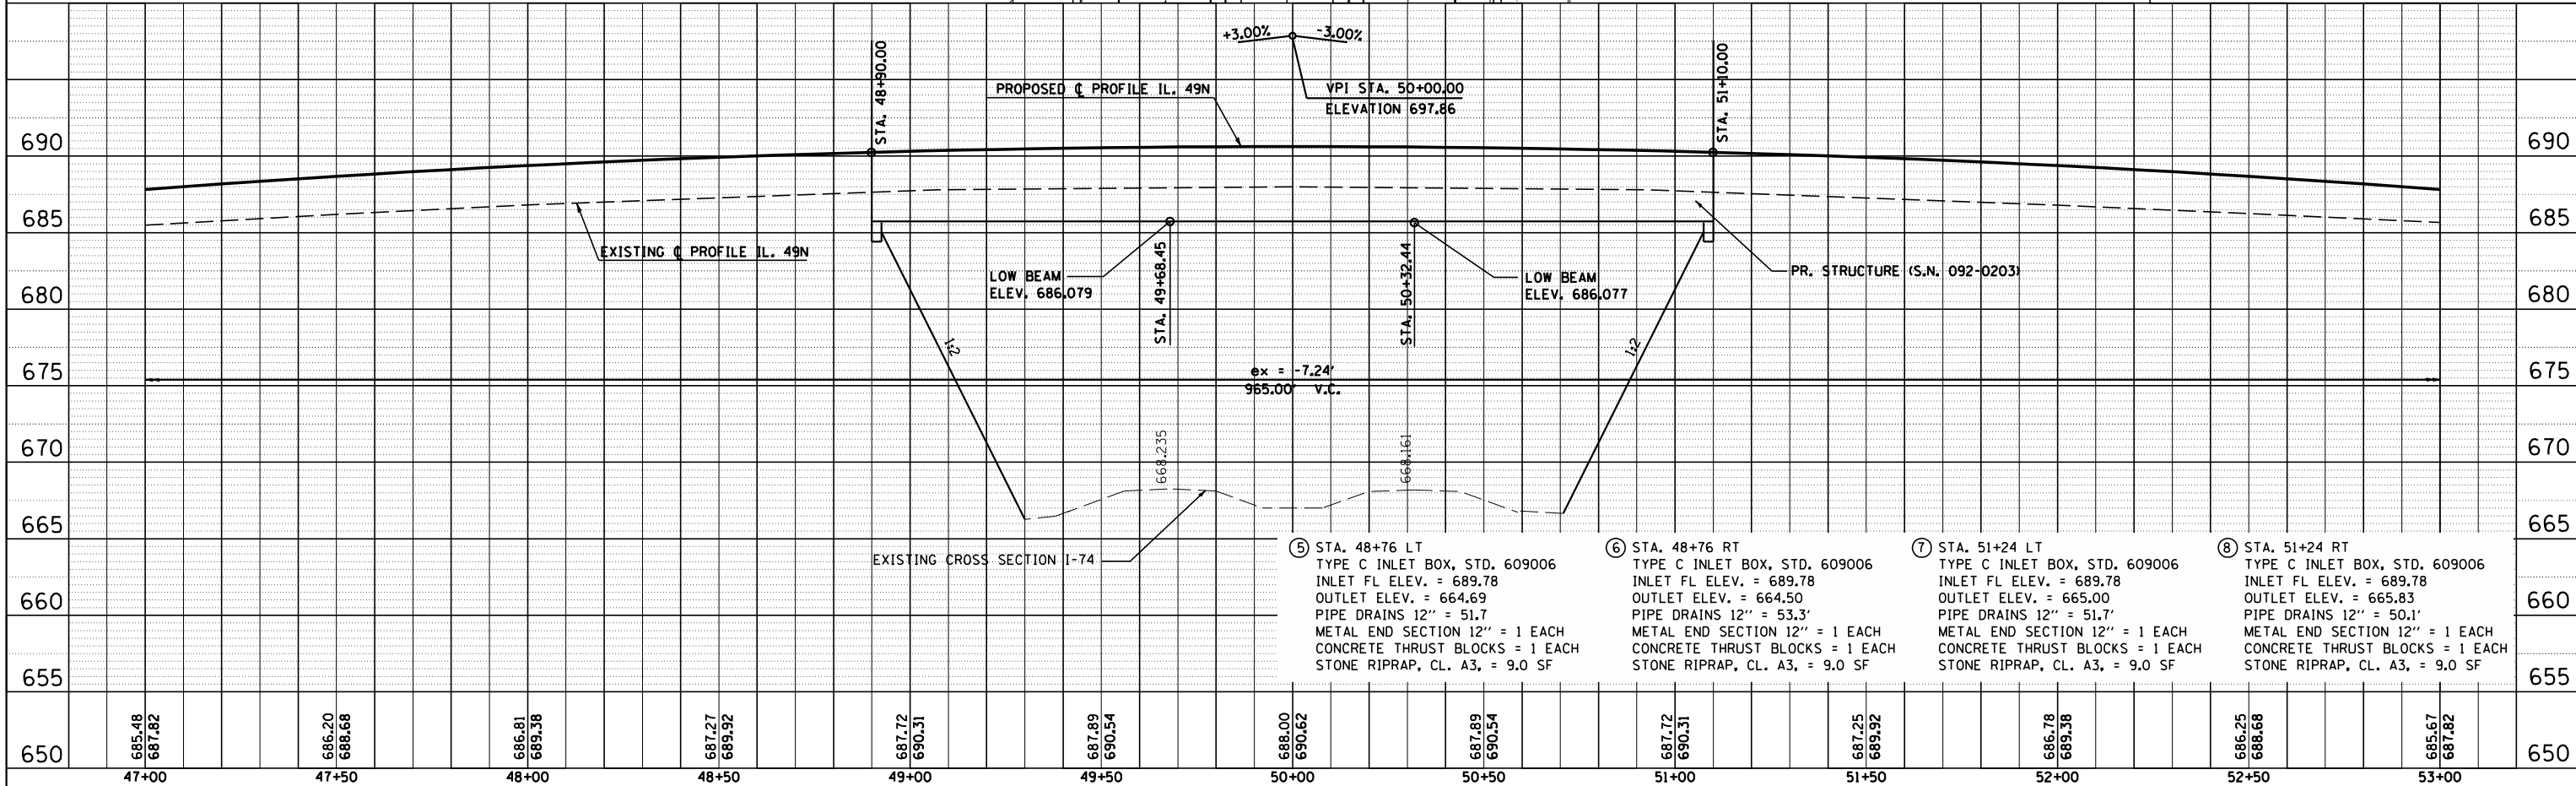 +3.00% -3.00%
STA. 48+90.00
STA. 51+10.00
PROPOSED ℄ PROFILE IL. 49N
VPI STA. 50+00.00
ELEVATION 697.86
690 690
685 685
EXISTING ℄ PROFILE IL. 49N
LOW BEAM
ELEV. 686.079
STA. 49+68.45
STA. 50+32.44
LOW BEAM
ELEV. 686.077
PR. STRUCTURE (S.N. 092-0203)
680 680
1:2 1:2
675 675
ex = -7.24'
965.00' V.C.
670 670
668.235
668.161
665 665
EXISTING CROSS SECTION I-74
5 STA. 48+76 LT
TYPE C INLET BOX, STD. 609006
INLET FL ELEV. = 689.78
OUTLET ELEV. = 664.69
PIPE DRAINS 12'' = 51.7
METAL END SECTION 12'' = 1 EACH
CONCRETE THRUST BLOCKS = 1 EACH
STONE RIPRAP, CL. A3, = 9.0 SF
6 STA. 48+76 RT
TYPE C INLET BOX, STD. 609006
INLET FL ELEV. = 689.78
OUTLET ELEV. = 664.50
PIPE DRAINS 12'' = 53.3'
METAL END SECTION 12'' = 1 EACH
CONCRETE THRUST BLOCKS = 1 EACH
STONE RIPRAP, CL. A3, = 9.0 SF
7 STA. 51+24 LT
TYPE C INLET BOX, STD. 609006
INLET FL ELEV. = 689.78
OUTLET ELEV. = 665.00
PIPE DRAINS 12'' = 51.7'
METAL END SECTION 12'' = 1 EACH
CONCRETE THRUST BLOCKS = 1 EACH
STONE RIPRAP, CL. A3, = 9.0 SF
8 STA. 51+24 RT
TYPE C INLET BOX, STD. 609006
INLET FL ELEV. = 689.78
OUTLET ELEV. = 665.83
PIPE DRAINS 12'' = 50.1'
METAL END SECTION 12'' = 1 EACH
CONCRETE THRUST BLOCKS = 1 EACH
STONE RIPRAP, CL. A3, = 9.0 SF
660 660
655 655
685.48 686.20 686.81 687.27 687.72 687.89 688.00 687.89 687.72 687.25 686.78 686.25 685.67
687.82 688.68 689.38 689.92 690.31 690.54 690.62 690.54 690.31 689.92 689.38 688.68 687.82
650 650
47+00 47+50 48+00 48+50 49+00 49+50 50+00 50+50 51+00 51+50 52+00 52+50 53+00